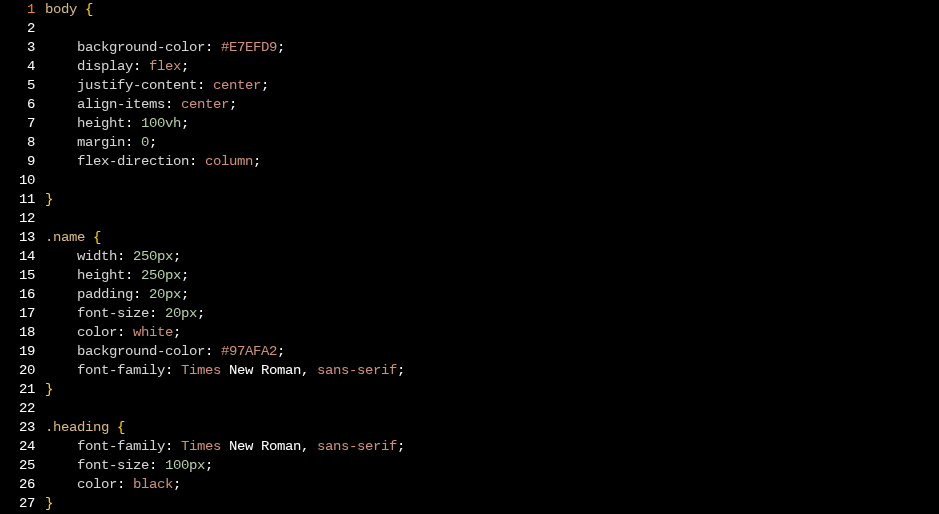 1 body {
2
3     background-color: #E7EFD9;
4     display: flex;
5     justify-content: center;
6     align-items: center;
7     height: 100vh;
8     margin: 0;
9     flex-direction: column;
10
11 }
12
13 .name {
14     width: 250px;
15     height: 250px;
16     padding: 20px;
17     font-size: 20px;
18     color: white;
19     background-color: #97AFA2;
20     font-family: Times New Roman, sans-serif;
21 }
22
23 .heading {
24     font-family: Times New Roman, sans-serif;
25     font-size: 100px;
26     color: black;
27 }